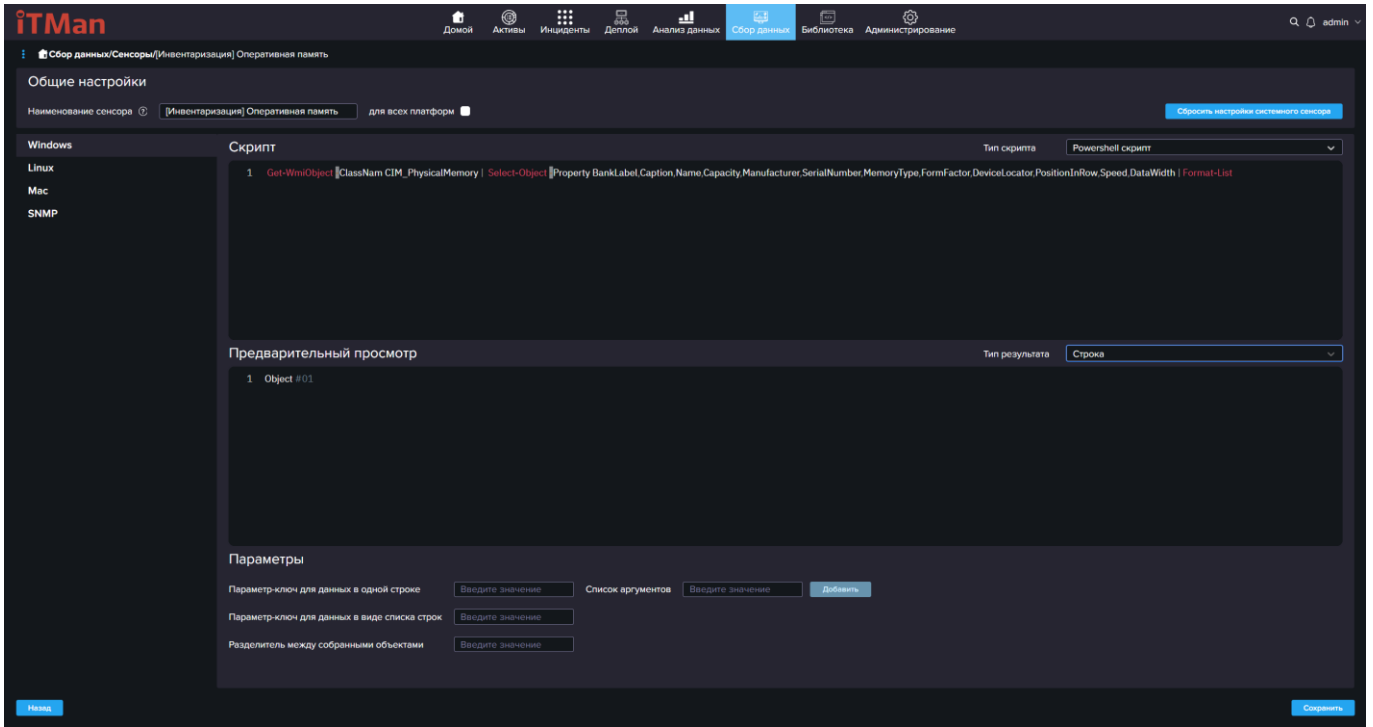 iTMan
Домой Активы Инциденты Деплой Анализ данных Сбор данных Библиотека Администрирование admin
Сбор данных/Сенсоры/[Инвентаризация] Оперативная память
Общие настройки
Наименование сенсора ? [Инвентаризация] Оперативная память для всех платформ Сбросить настройки системного сенсора
Windows
Linux
Mac
SNMP
Скрипт Тип скрипта Powershell скрипт
1 Get-WmiObject ClassNam CIM_PhysicalMemory | Select-Object Property BankLabel,Caption,Name,Capacity,Manufacturer,SerialNumber,MemoryType,FormFactor,DeviceLocator,PositionInRow,Speed,DataWidth | Format-List
Предварительный просмотр Тип результата Строка
1 Object #01
Параметры
Параметр-ключ для данных в одной строке Введите значение Список аргументов Введите значение Добавить
Параметр-ключ для данных в виде списка строк Введите значение
Разделитель между собранными объектами Введите значение
Назад Сохранить